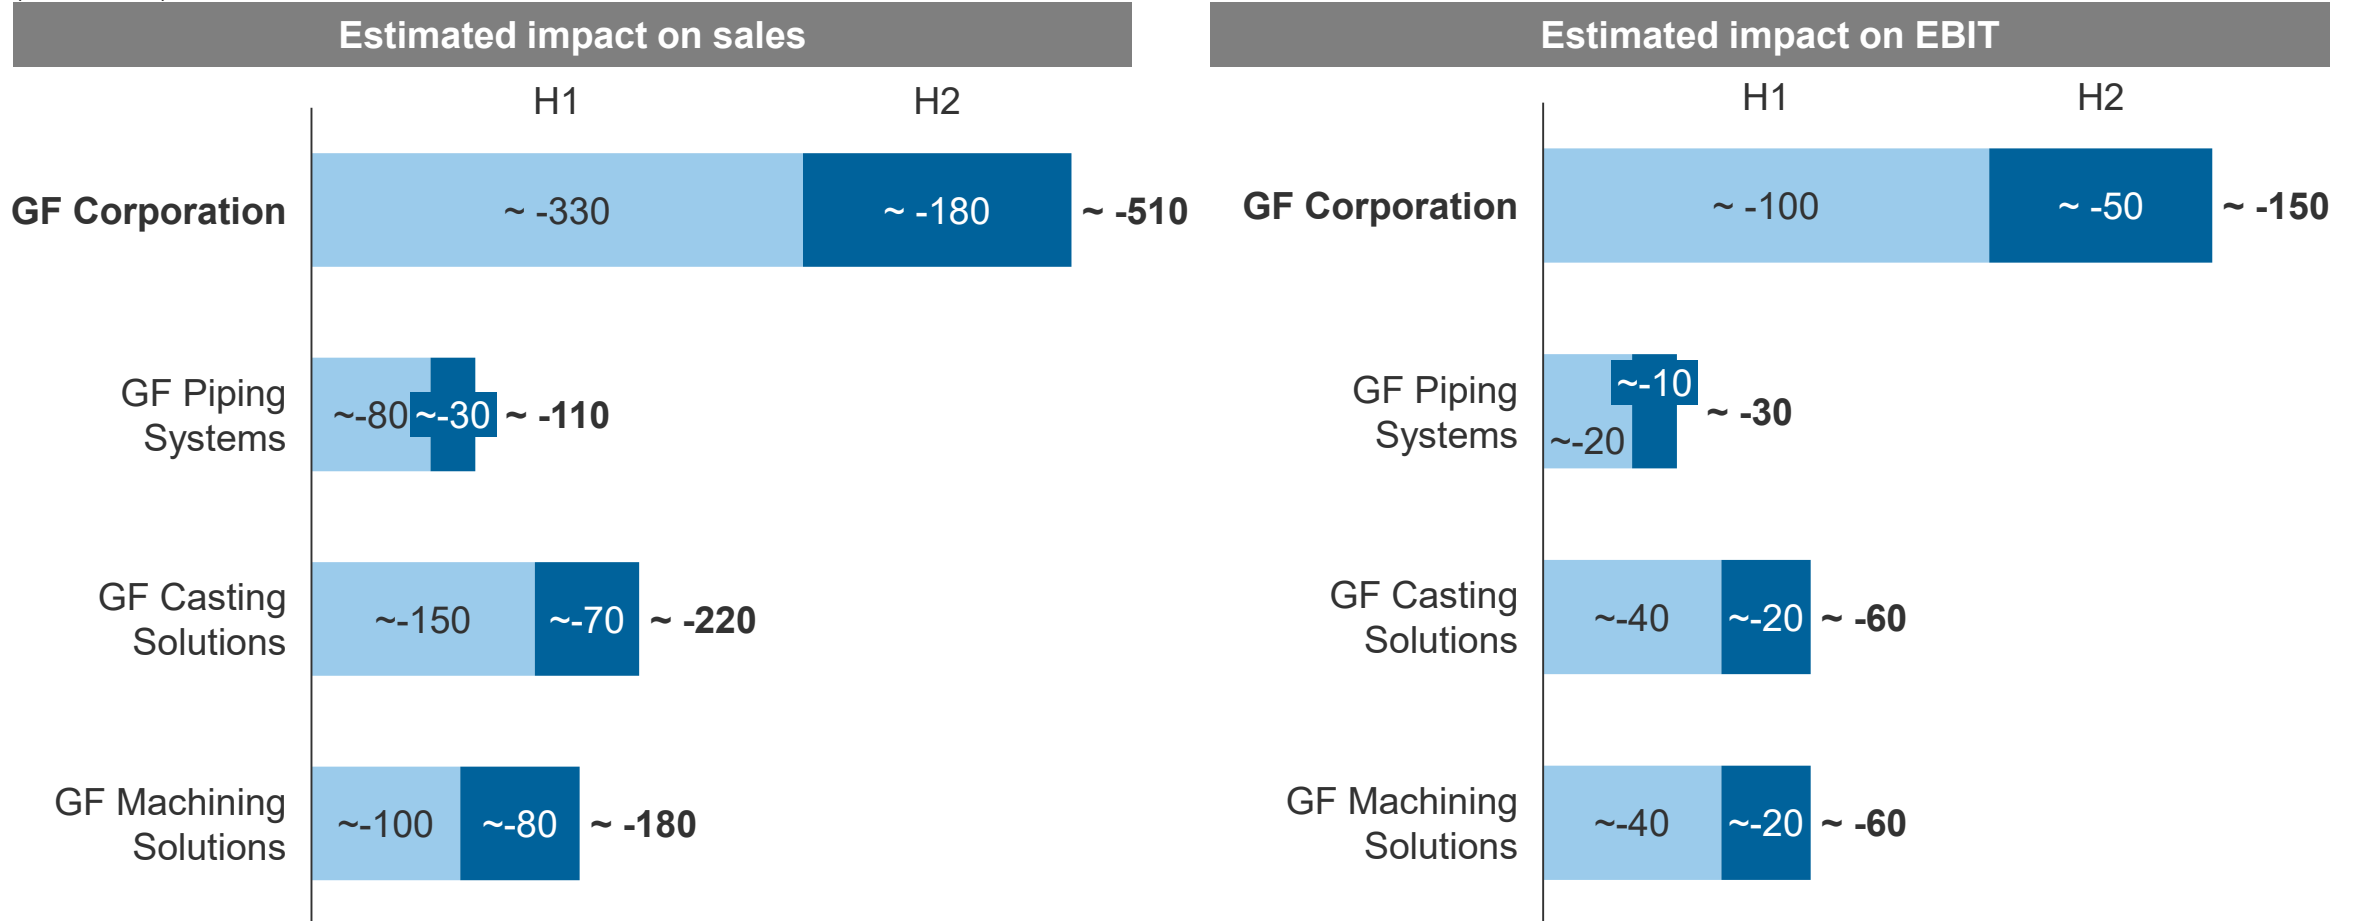 Estimated impact on sales
H1 H2
GF Corporation ~ -330 ~ -180 ~ -510
GF Piping
Systems
~-80 ~-30 ~ -110
GF Casting
Solutions
~-150 ~-70 ~ -220
GF Machining
Solutions
~-100 ~-80 ~ -180
Estimated impact on EBIT
H1 H2
GF Corporation ~ -100 ~ -50 ~ -150
GF Piping
Systems
~-20 ~-10 ~ -30
GF Casting
Solutions
~-40 ~-20 ~ -60
GF Machining
Solutions
~-40 ~-20 ~ -60